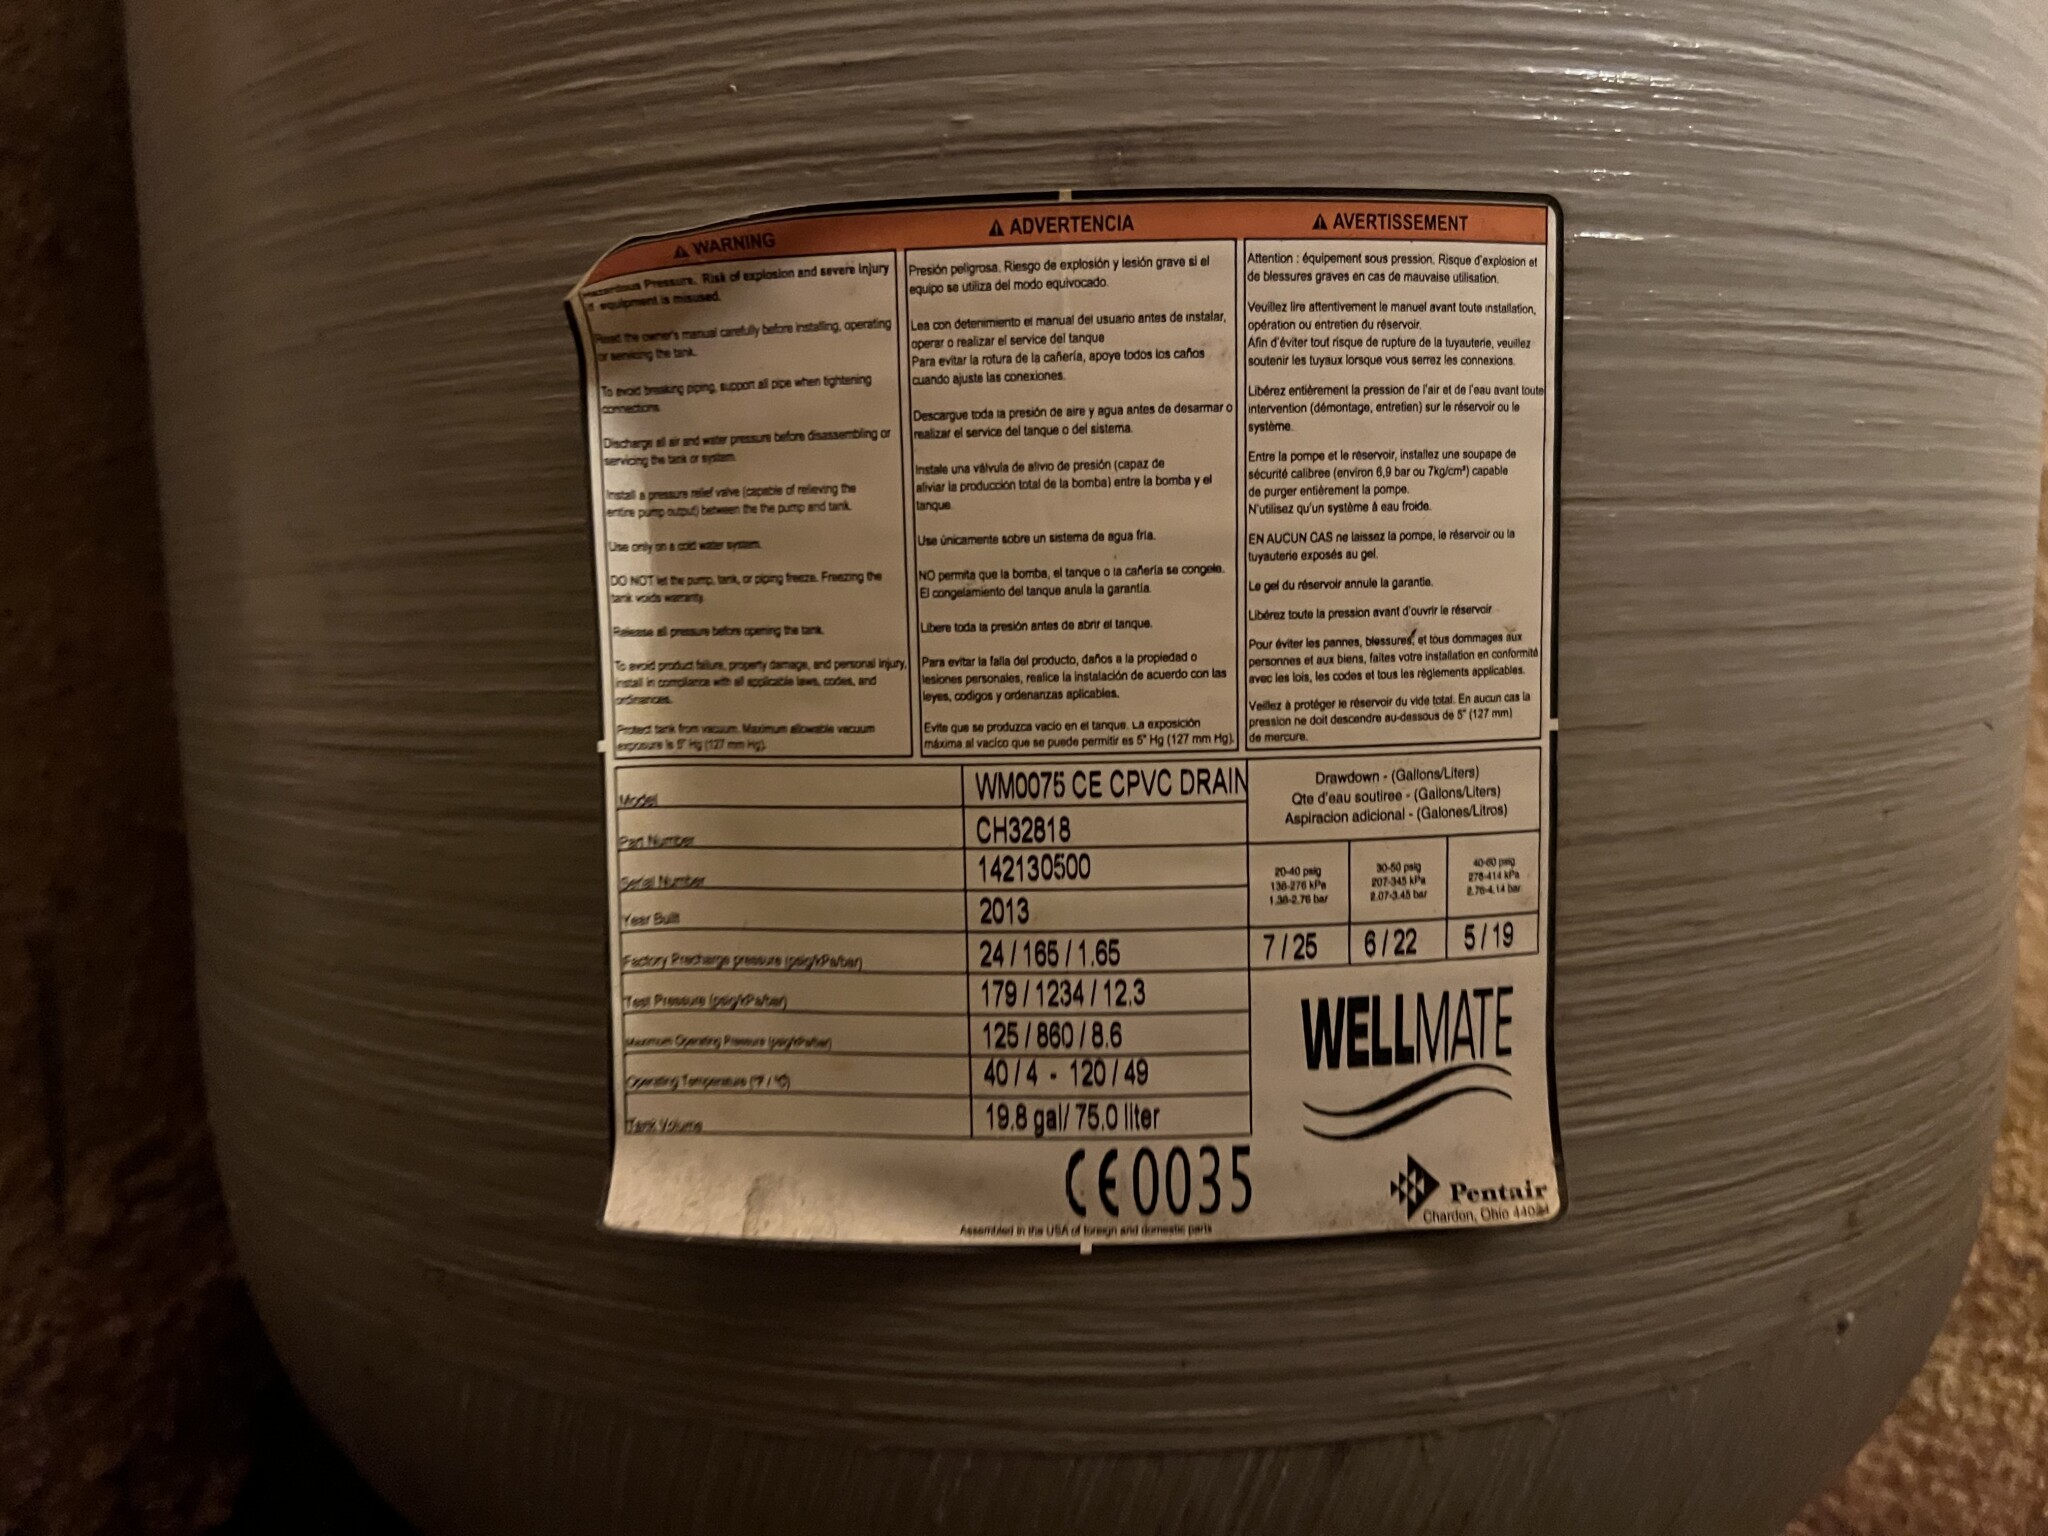 WARNING
Hazardous Pressure. Risk of explosion and severe injury
if equipment is misused.
Read the owner's manual carefully before installing, operating
or servicing the tank.
To avoid breaking piping, support all pipe when tightening
connections.
Discharge all air and water pressure before disassembling or
servicing the tank or system.
Install a pressure relief valve (capable of relieving the
entire pump output) between the the pump and tank.
Use only on a cold water system.
DO NOT let the pump, tank, or piping freeze. Freezing the
tank voids warranty.
Release all pressure before opening the tank.
To avoid product failure, property damage, and personal injury,
install in compliance with all applicable laws, codes, and
ordinances.
Protect tank from vacuum. Maximum allowable vacuum
exposure is 5" Hg (127 mm Hg).
ADVERTENCIA
Presión peligrosa. Riesgo de explosión y lesión grave si el
equipo se utiliza del modo equivocado.
Lea con detenimiento el manual del usuario antes de instalar,
operar o realizar el service del tanque
Para evitar la rotura de la cañería, apoye todos los caños
cuando ajuste las conexiones.
Descargue toda la presión de aire y agua antes de desarmar o
realizar el service del tanque o del sistema.
Instale una válvula de alivio de presión (capaz de
aliviar la producción total de la bomba) entre la bomba y el
tanque.
Use únicamente sobre un sistema de agua fría.
NO permita que la bomba, el tanque o la cañería se congele.
El congelamiento del tanque anula la garantía.
Libere toda la presión antes de abrir el tanque.
Para evitar la falla del producto, daños a la propiedad o
lesiones personales, realice la instalación de acuerdo con las
leyes, codigos y ordenanzas aplicables.
Evite que se produzca vacío en el tanque. La exposición
máxima al vacíco que se puede permitir es 5" Hg (127 mm Hg).
AVERTISSEMENT
Attention : équipement sous pression. Risque d'explosion et
de blessures graves en cas de mauvaise utilisation.
Veuillez lire attentivement le manuel avant toute installation,
opération ou entretien du réservoir.
Afin d'éviter tout risque de rupture de la tuyauterie, veuillez
soutenir les tuyaux lorsque vous serrez les connexions.
Libérez entièrement la pression de l'air et de l'eau avant toute
intervention (démontage, entretien) sur le réservoir ou le
système.
Entre la pompe et le réservoir, installez une soupape de
sécurité calibree (environ 6,9 bar ou 7kg/cm²) capable
de purger entièrement la pompe.
N'utilisez qu'un système à eau froide.
EN AUCUN CAS ne laissez la pompe, le réservoir ou la
tuyauterie exposés au gel.
Le gel du réservoir annule la garantie.
Libérez toute la pression avant d'ouvrir le réservoir.
Pour éviter les pannes, blessures, et tous dommages aux
personnes et aux biens, faites votre installation en conformité
avec les lois, les codes et tous les règlements applicables.
Veillez à protéger le réservoir du vide total. En aucun cas la
pression ne doit descendre au-dessous de 5" (127 mm)
de mercure.
Model WM0075 CE CPVC DRAIN
Part Number CH32818
Serial Number 142130500
Year Built 2013
Factory Precharge pressure (psig/kPa/bar) 24 / 165 / 1.65
Test Pressure (psig/kPa/bar) 179 / 1234 / 12.3
Maximum Operating Pressure (psig/kPa/bar) 125 / 860 / 8.6
Operating Temperature (°F / °C) 40 / 4 - 120 / 49
Tank Volume 19.8 gal/ 75.0 liter
Drawdown - (Gallons/Liters)
Qte d'eau soutiree - (Gallons/Liters)
Aspiracion adicional - (Galones/Litros)
20-40 psig 30-50 psig 40-60 psig
138-276 kPa 207-345 kPa 276-414 kPa
1.38-2.76 bar 2.07-3.45 bar 2.76-4.14 bar
7 / 25 6 / 22 5 / 19
WELLMATE
CE 0035
Pentair
Chardon, Ohio 44024
Assembled in the USA of foreign and domestic parts